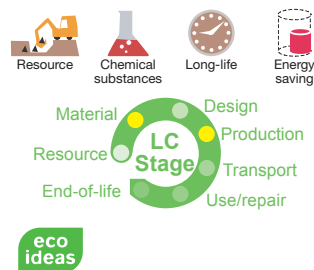 Resource
Chemical
substances
Long-life
Energy
saving
Material
Design
Production
Resource
LC
Stage
Transport
End-of-life
Use/repair
eco
ideas